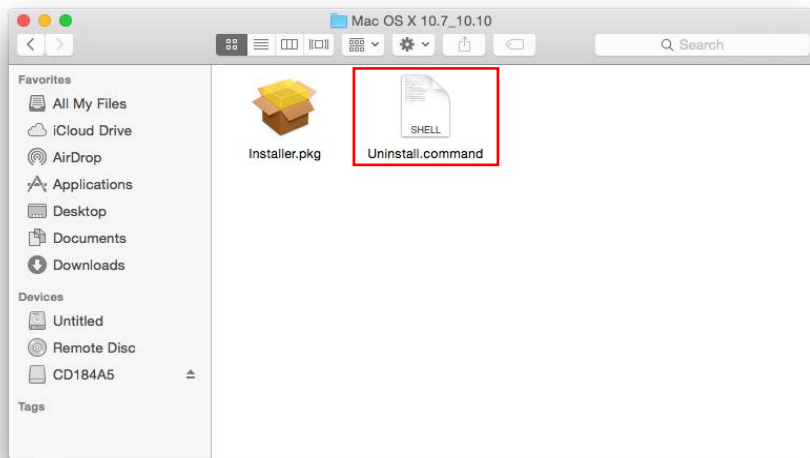 Mac OS X 10.7_10.10
Search
Favorites
All My Files
iCloud Drive
AirDrop
Applications
Desktop
Documents
Downloads
Devices
Untitled
Remote Disc
CD184A5
Tags
SHELL
Installer.pkg
Uninstall.command